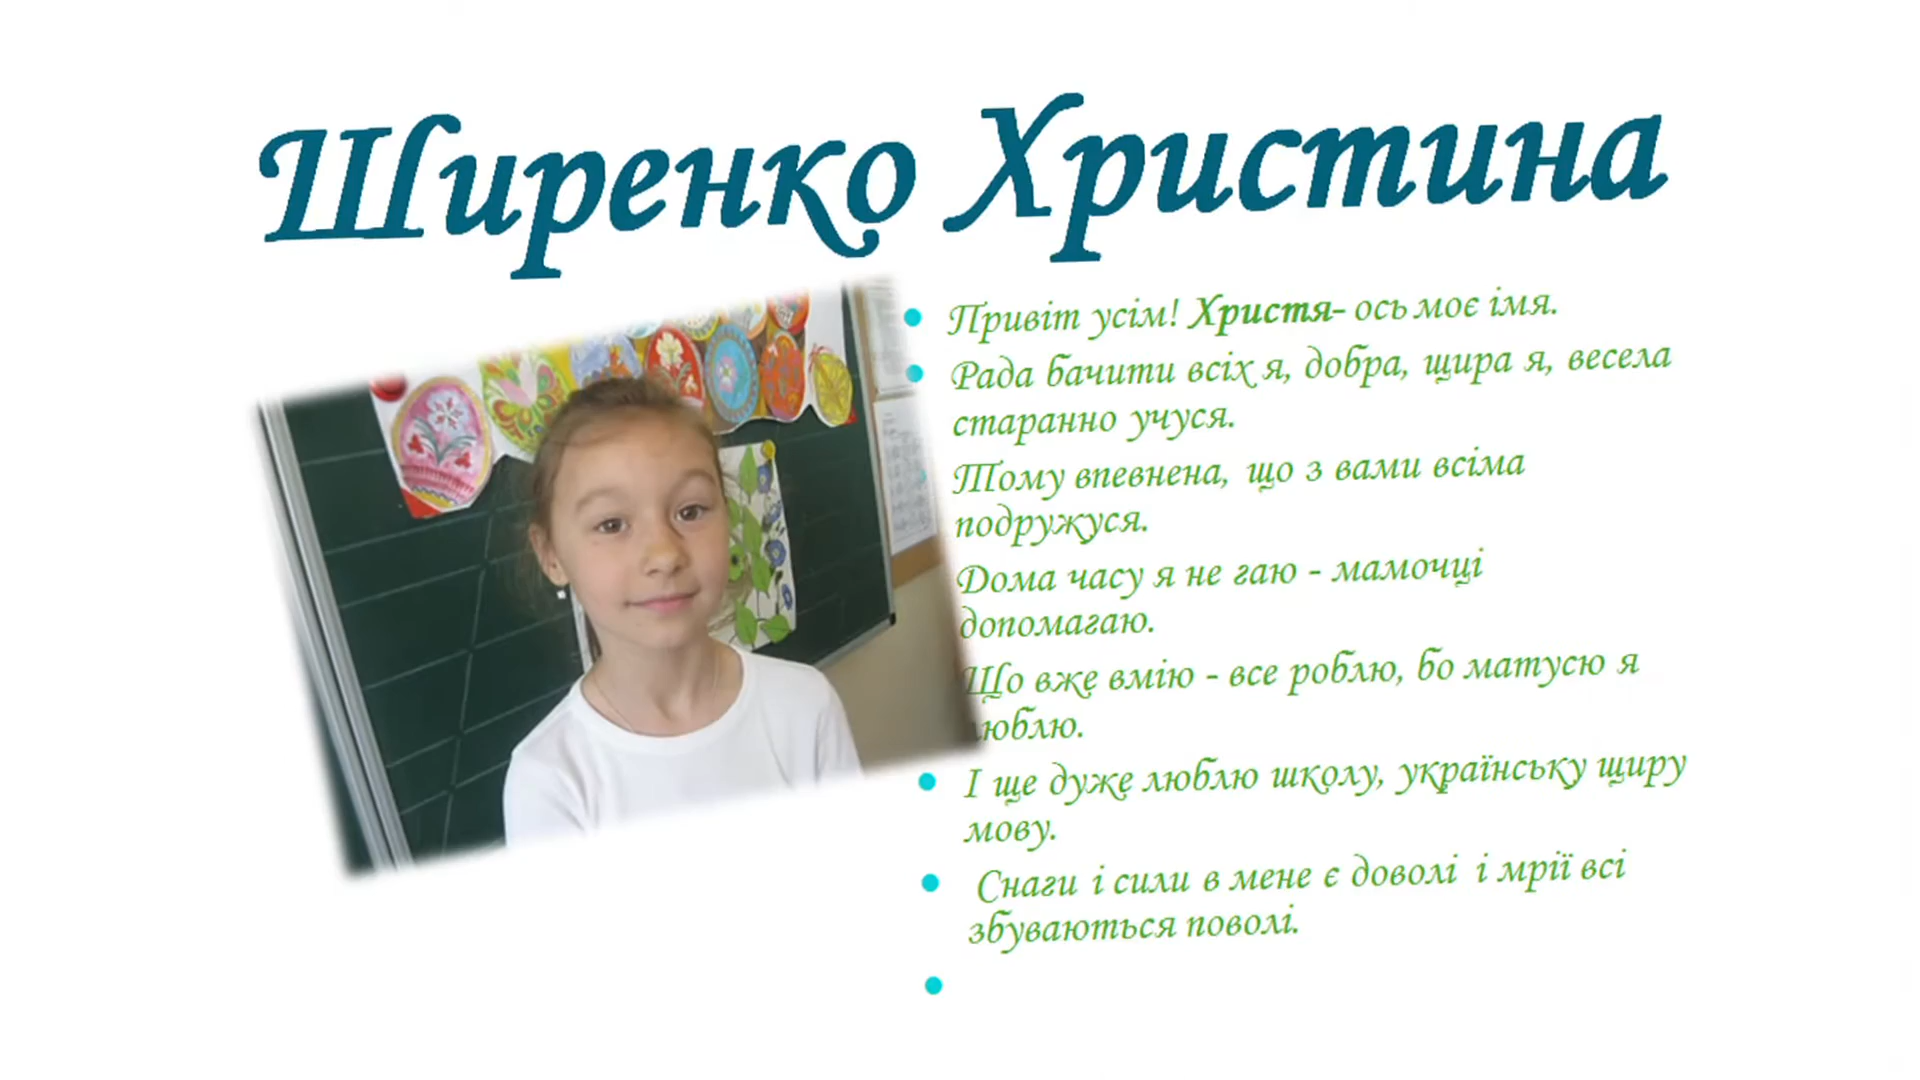 Ширенко Христина
Привіт усім! Христя- ось моє імя.
Рада бачити всіх я, добра, щира я, весела
старанно учуся.
Тому впевнена, що з вами всіма
подружуся.
Дома часу я не гаю - мамочці
допомагаю.
Що вже вмію - все роблю, бо матусю я
люблю.
І ще дуже люблю школу, українську щиру
мову.
Снаги і сили в мене є доволі і мрії всі
збуваються поволі.